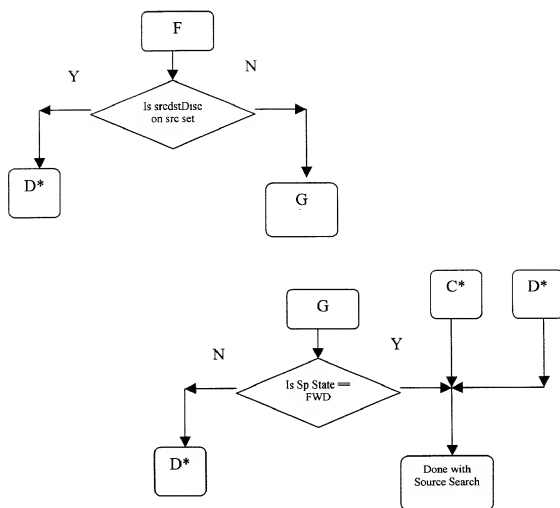 F
Y
N
Is srcdstDisc
on src set
D*
G
C*
D*
G
N
Y
Is Sp State ==
FWD
D*
Done with
Source Search